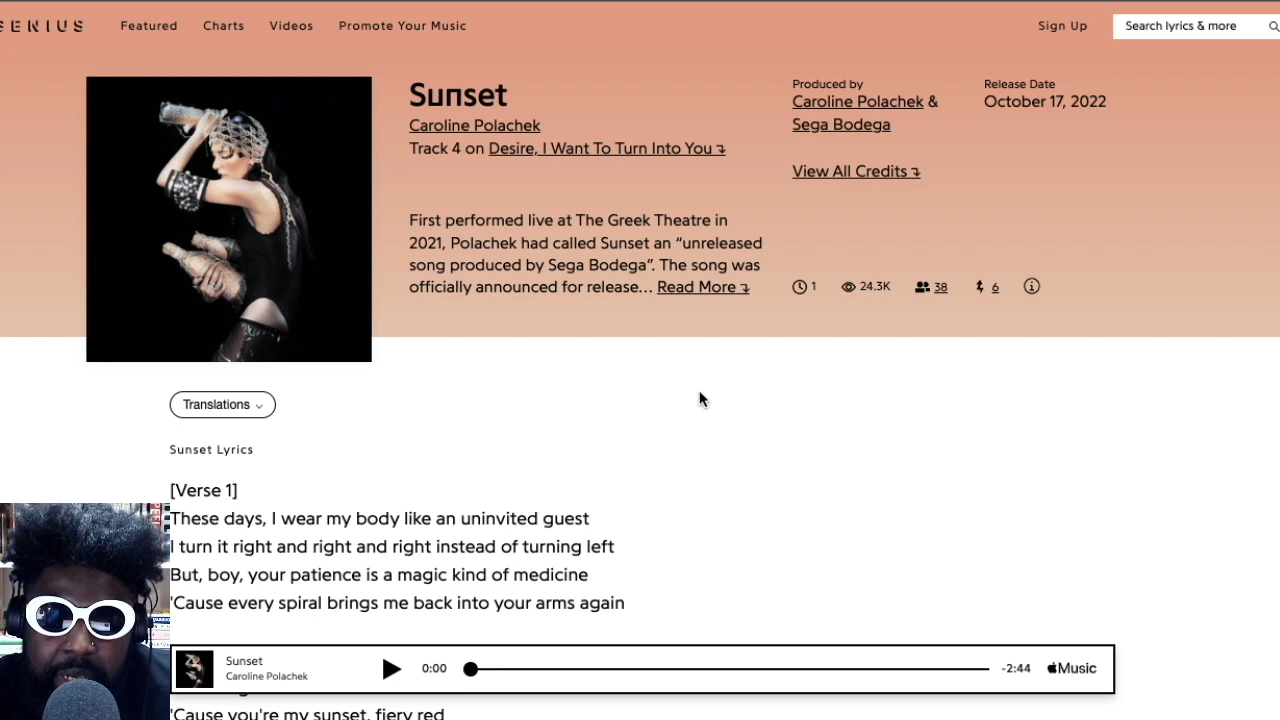 GENIUS
Featured
Charts
Videos
Promote Your Music
Sign Up
Search lyrics & more
Sunset
Caroline Polachek
Track 4 on Desire, I Want To Turn Into You
First performed live at The Greek Theatre in
2021, Polachek had called Sunset an “unreleased
song produced by Sega Bodega”. The song was
officially announced for release… Read More
Produced by
Caroline Polachek &
Sega Bodega
View All Credits
Release Date
October 17, 2022
1
24.3K
38
6
Translations
Sunset Lyrics
[Verse 1]
These days, I wear my body like an uninvited guest
I turn it right and right and right instead of turning left
But, boy, your patience is a magic kind of medicine
'Cause every spiral brings me back into your arms again
Sunset
Caroline Polachek
0:00
-2:44
Music
'Cause you're my sunset, fiery red